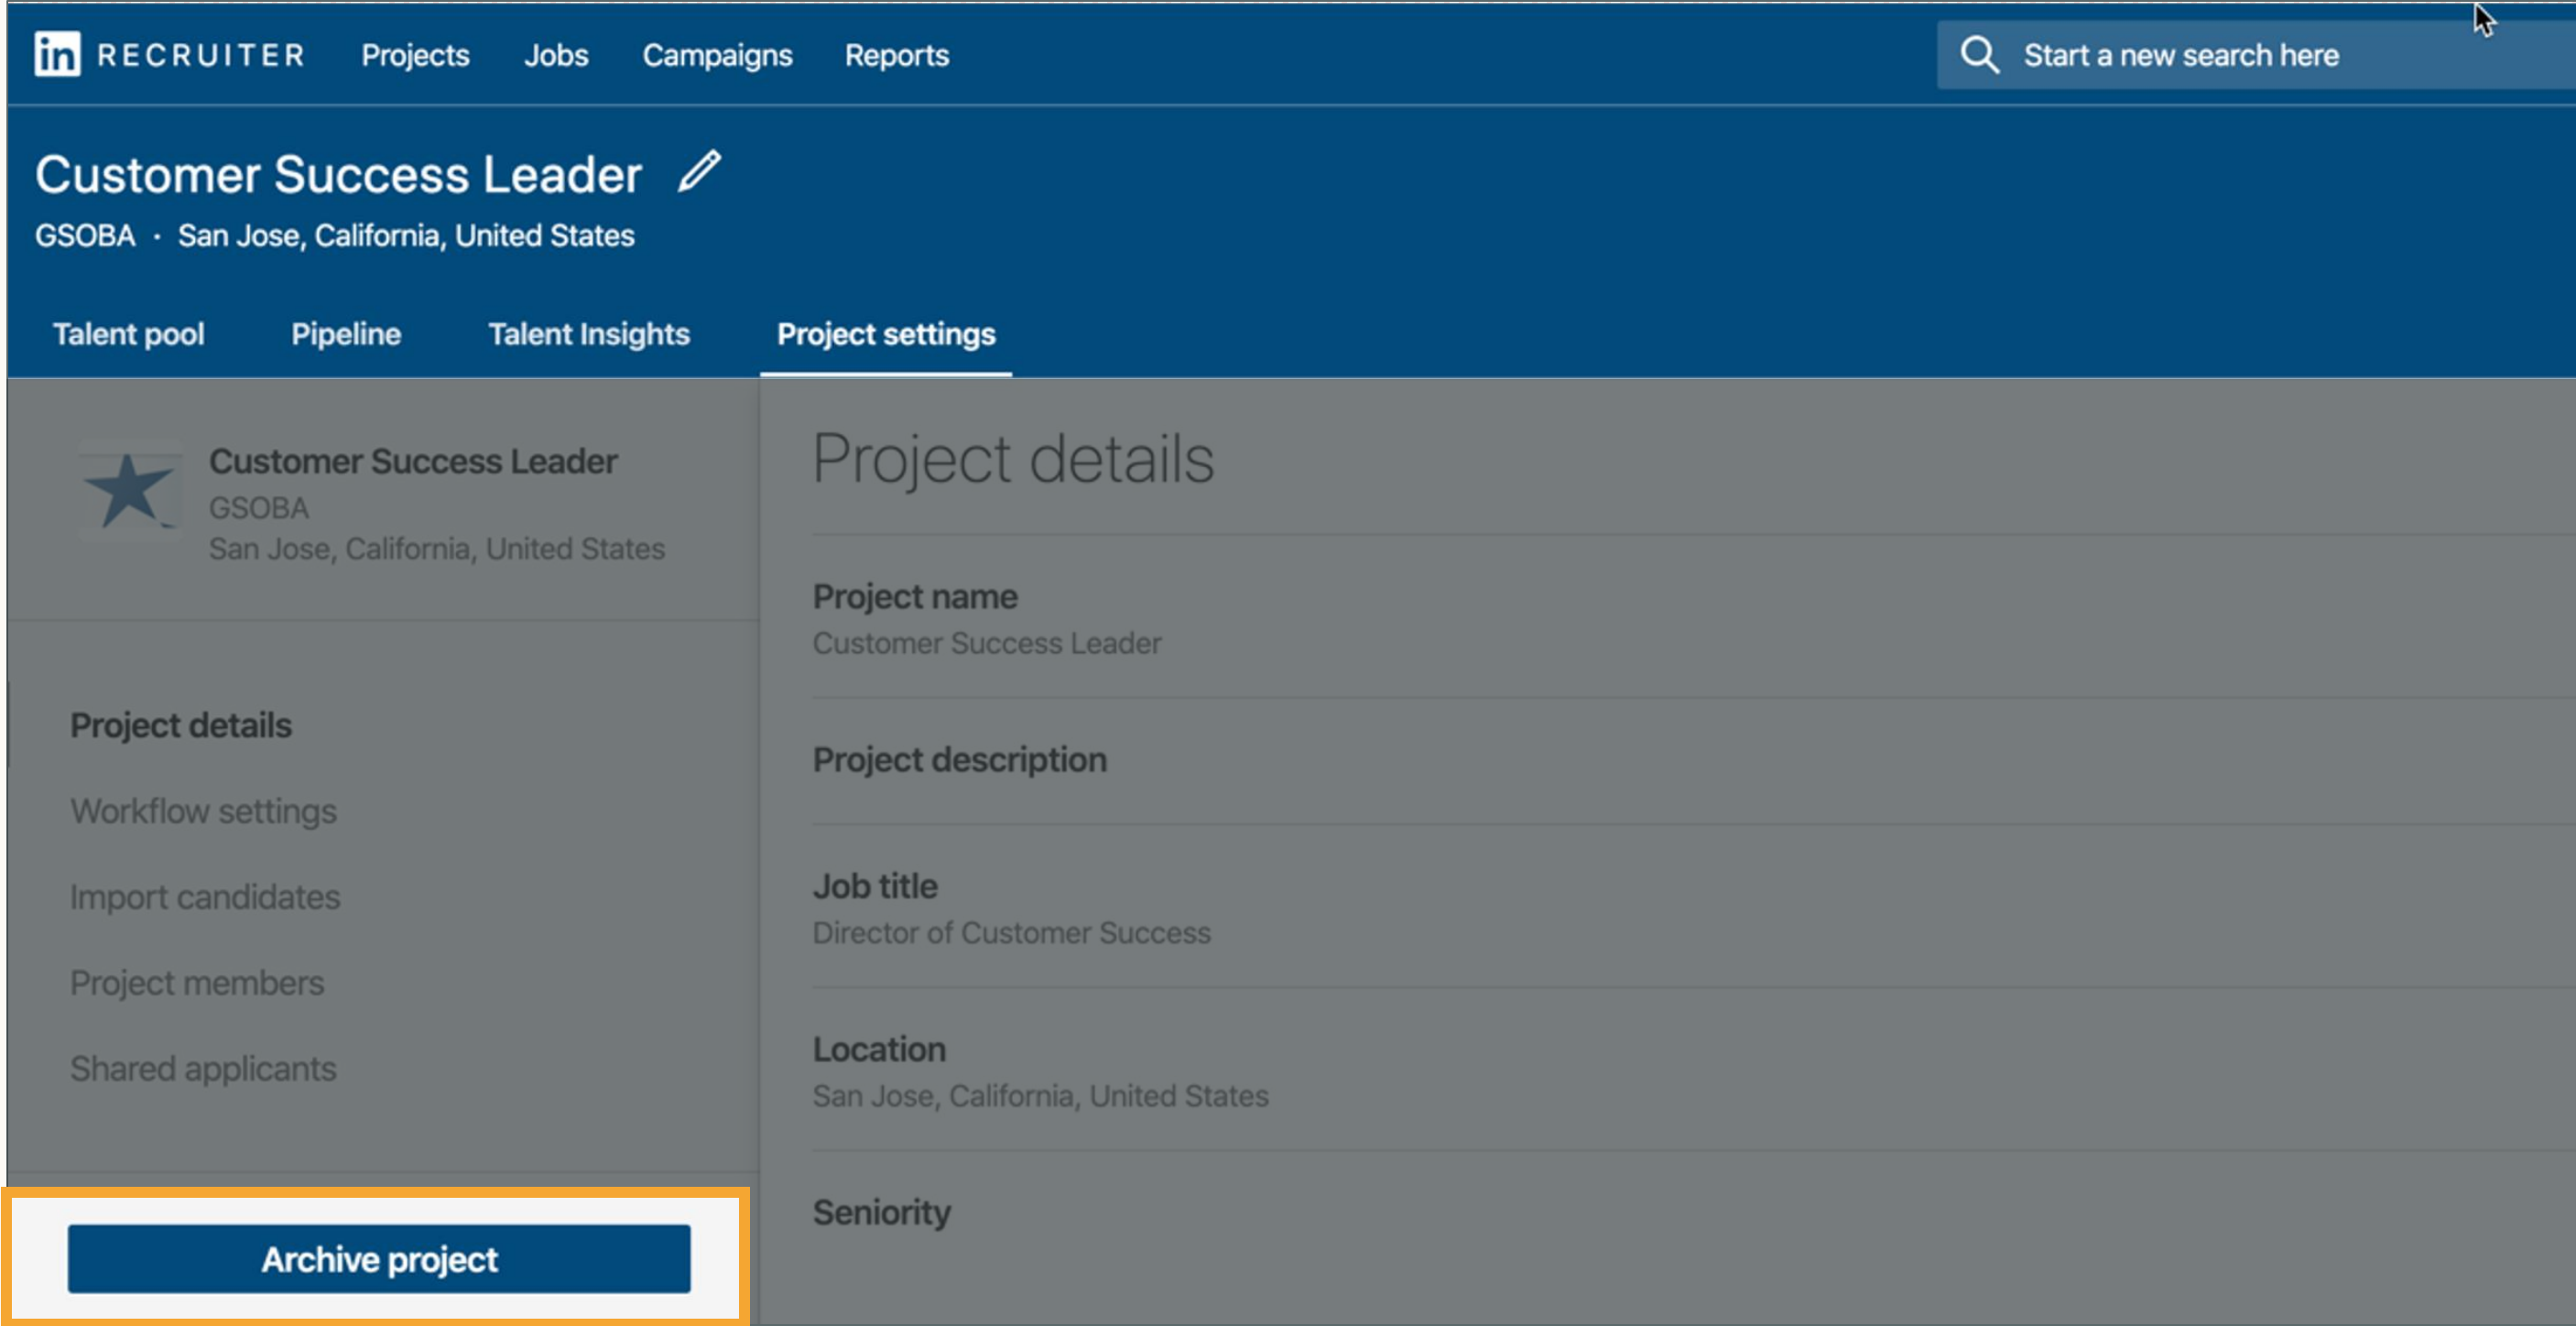 in RECRUITER Projects Jobs Campaigns Reports Start a new search here
Customer Success Leader
GSOBA · San Jose, California, United States
Talent pool Pipeline Talent Insights Project settings
Customer Success Leader
GSOBA
San Jose, California, United States
Project details
Workflow settings
Import candidates
Project members
Shared applicants
Archive project
Project details
Project name
Customer Success Leader
Project description
Job title
Director of Customer Success
Location
San Jose, California, United States
Seniority